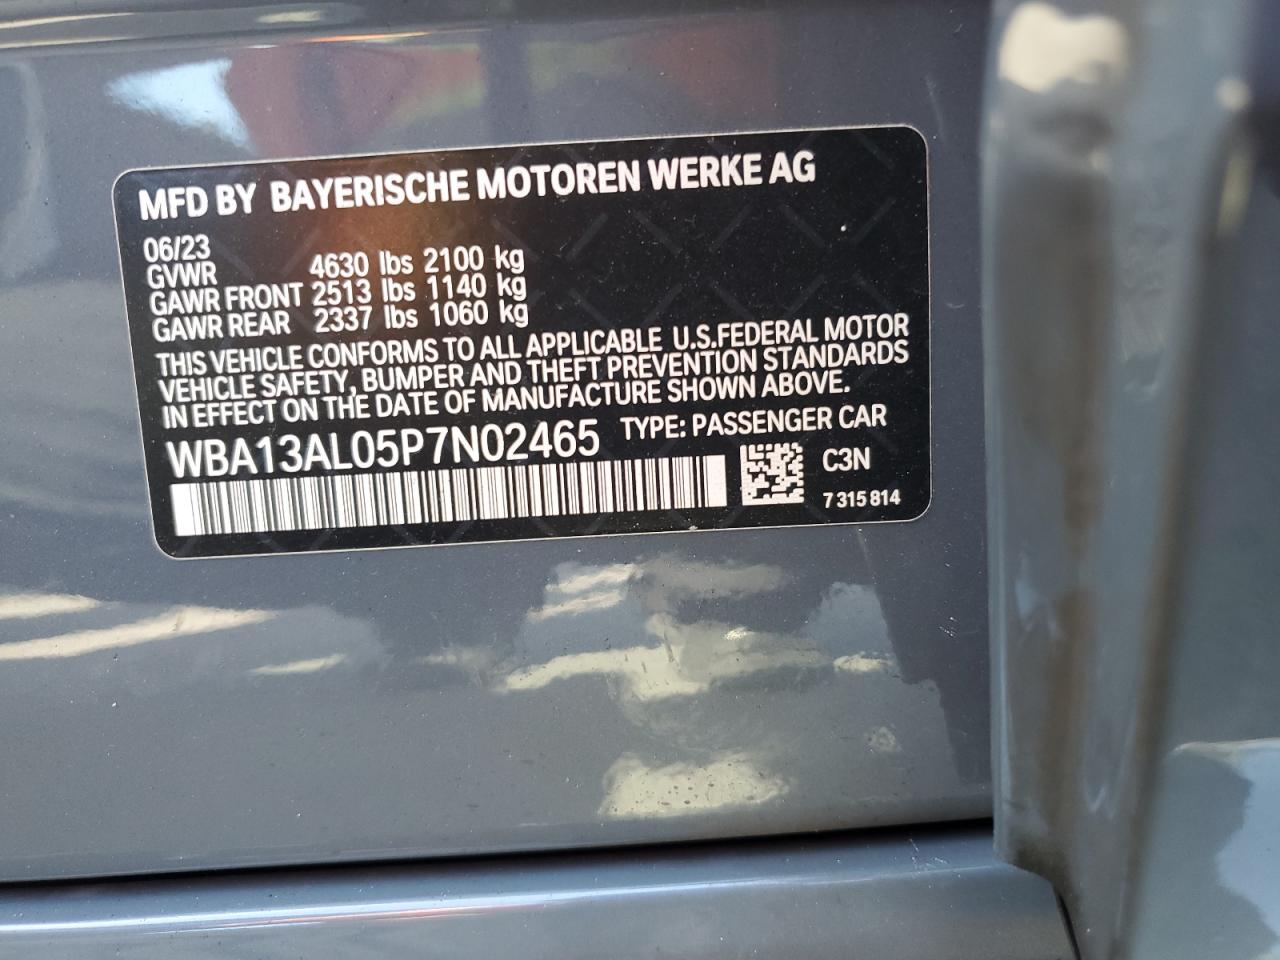 MFD BY BAYERISCHE MOTOREN WERKE AG
06/23
GVWR 4630 lbs 2100 kg
GAWR FRONT 2513 lbs 1140 kg
GAWR REAR 2337 lbs 1060 kg
THIS VEHICLE CONFORMS TO ALL APPLICABLE U.S.FEDERAL MOTOR
VEHICLE SAFETY, BUMPER AND THEFT PREVENTION STANDARDS
IN EFFECT ON THE DATE OF MANUFACTURE SHOWN ABOVE.
WBA13AL05P7N02465 TYPE: PASSENGER CAR
C3N
7 315 814